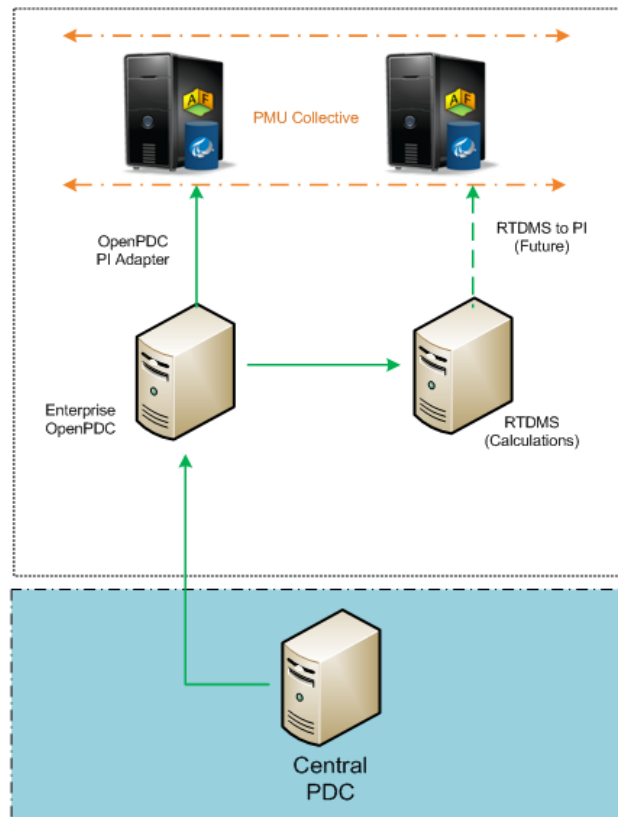 A F
PMU Collective
A F
OpenPDC
PI Adapter
RTDMS to PI
(Future)
Enterprise
OpenPDC
RTDMS
(Calculations)
Central
PDC